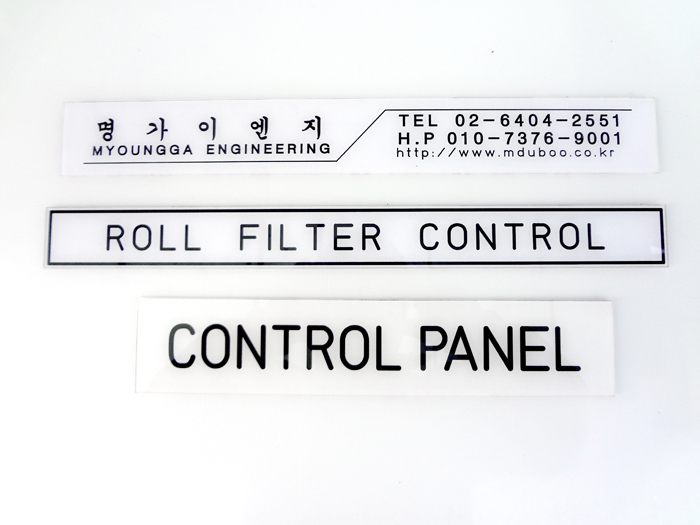 명가이엔지
MYOUNGGA ENGINEERING
TEL 02-6404-2551
H.P 010-7376-9001
http://www.mduboo.co.kr
ROLL FILTER CONTROL
CONTROL PANEL